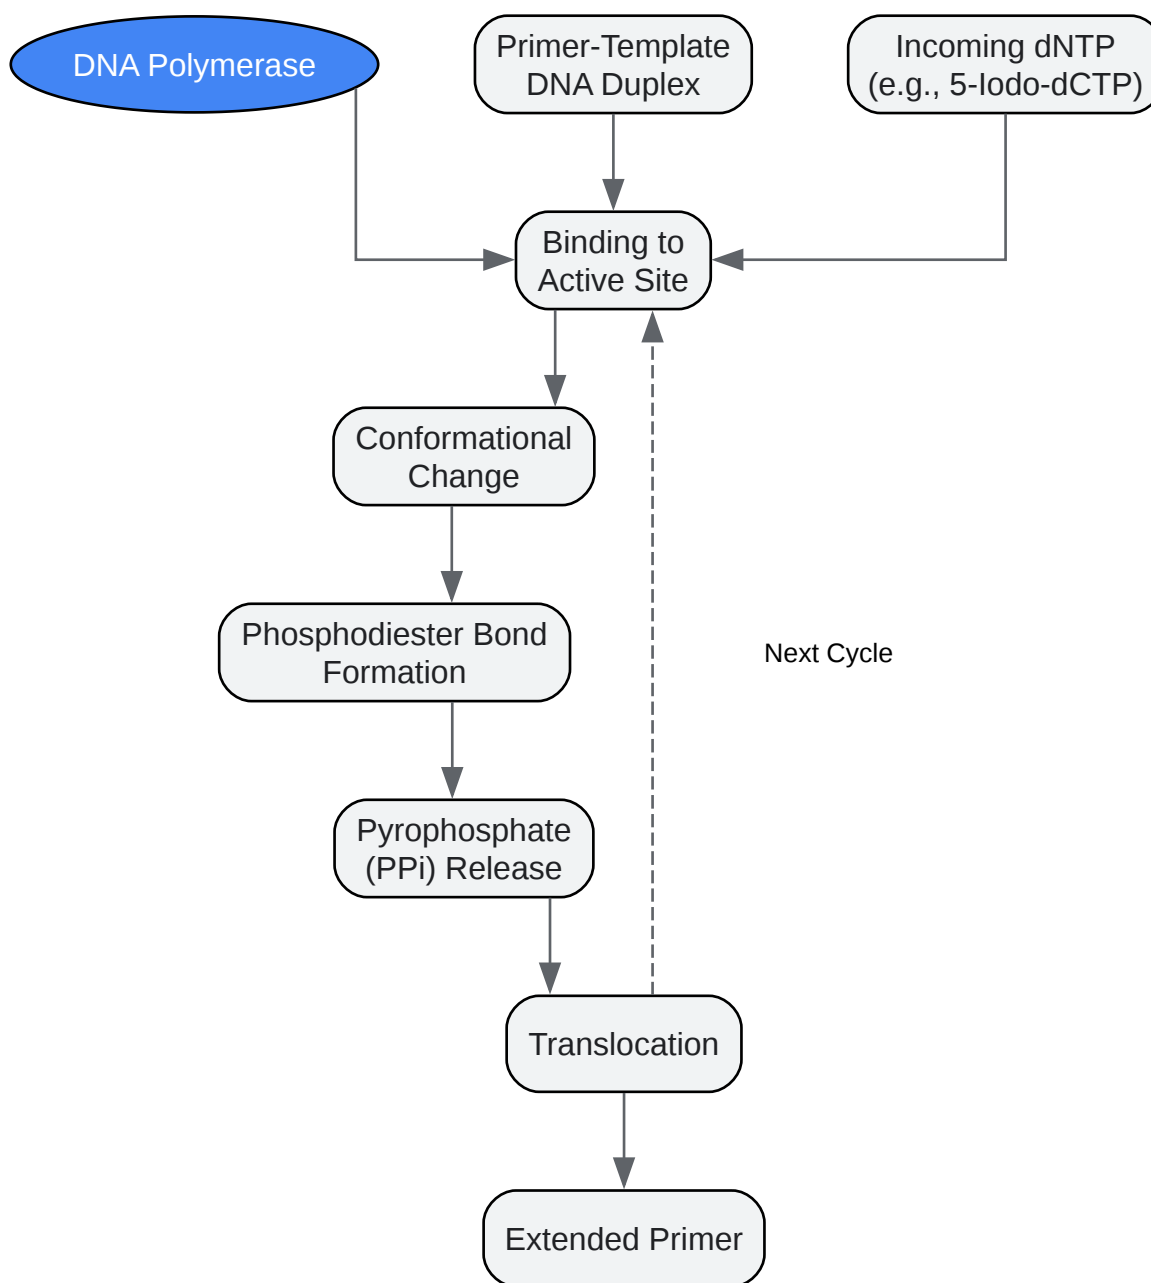 DNA Polymerase
Primer-Template
DNA Duplex
Incoming dNTP
(e.g., 5-Iodo-dCTP)
Binding to
Active Site
Conformational
Change
Phosphodiester Bond
Formation
Next Cycle
Pyrophosphate
(PPi) Release
Translocation
Extended Primer